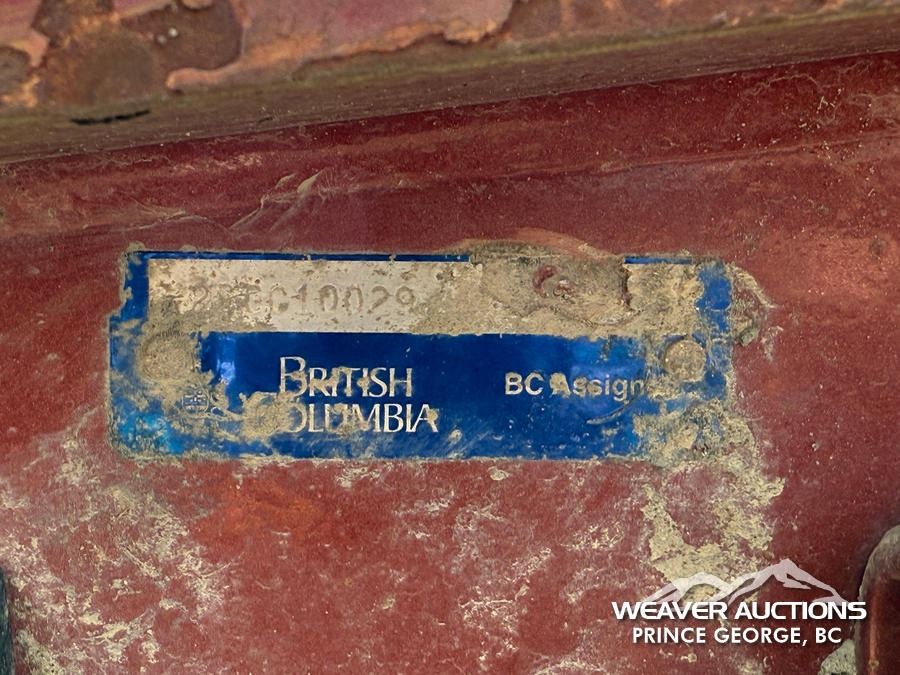 BRITISH
COLUMBIA
BC Assign
WEAVER AUCTIONS
PRINCE GEORGE, BC